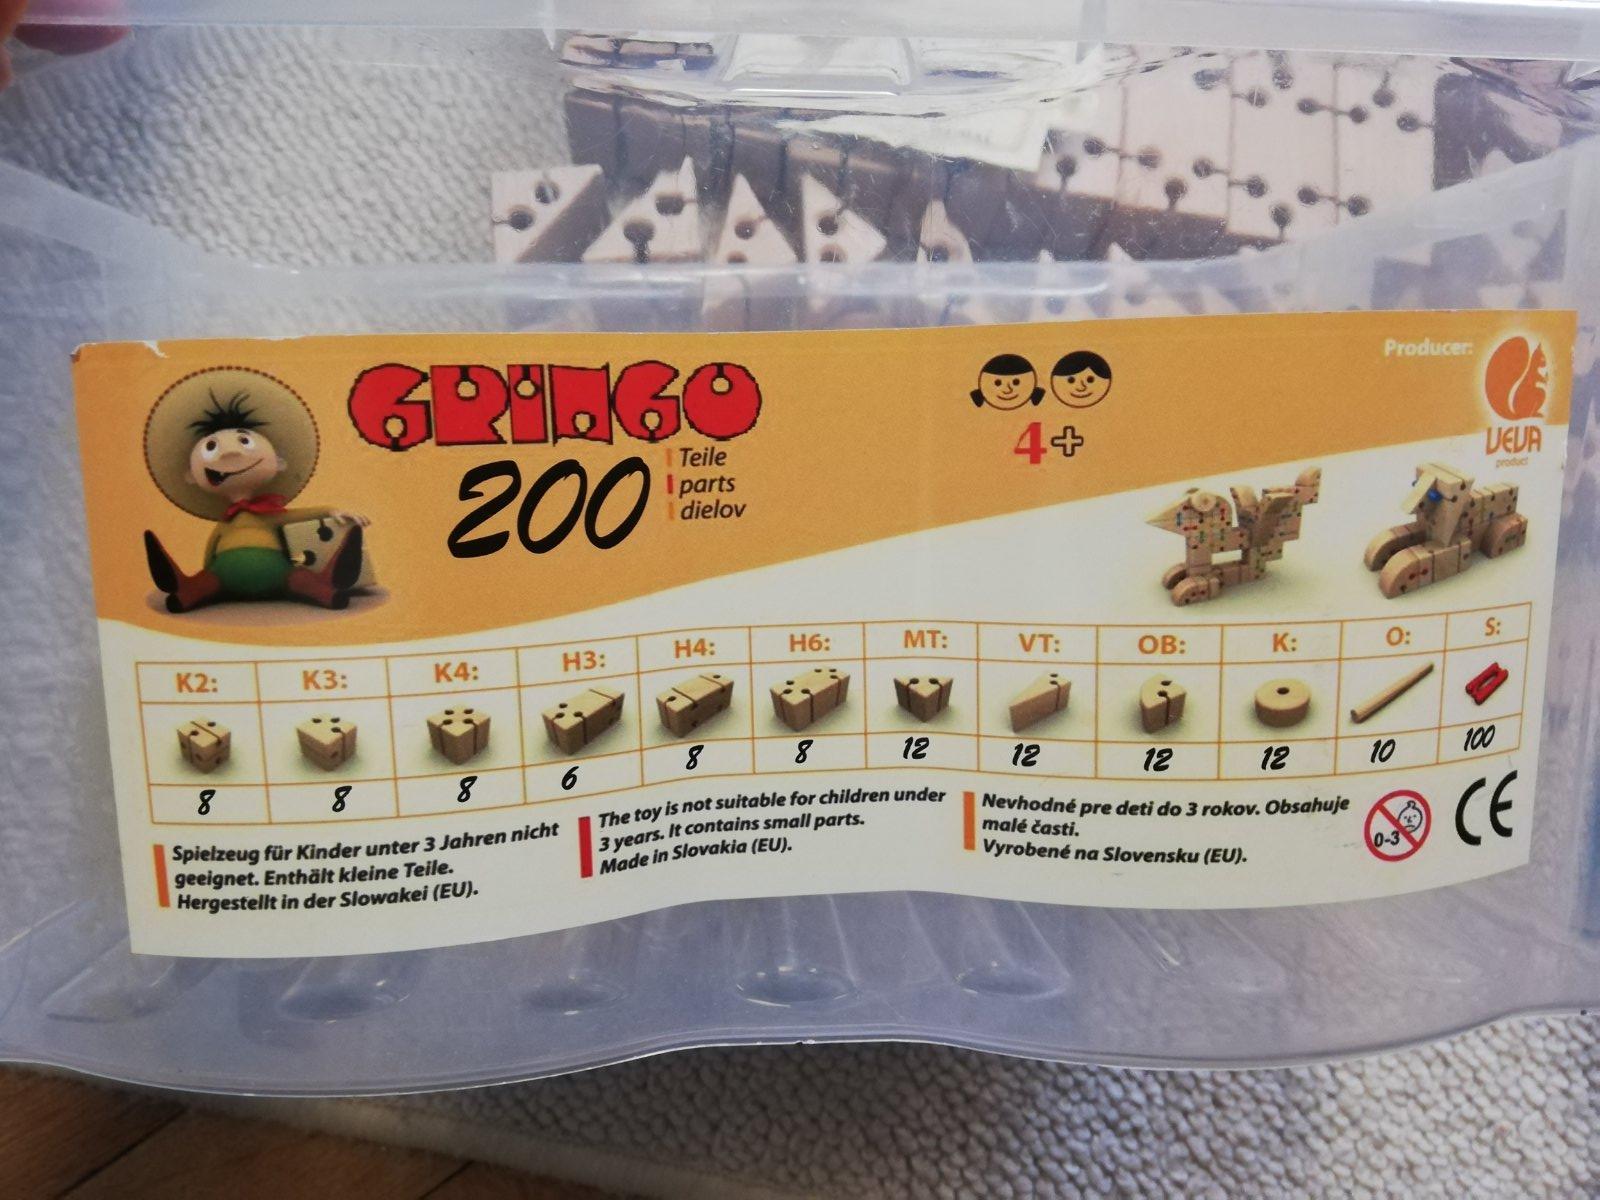 GRINGO
200
Teile
parts
dielov
4+
Producer:
VEVA
product
K2: K3: K4: H3: H4: H6: MT: VT: OB: K: O: S:
8 8 8 6 8 8 12 12 12 12 10 100
Spielzeug für Kinder unter 3 Jahren nicht
geeignet. Enthält kleine Teile.
Hergestellt in der Slowakei (EU).
The toy is not suitable for children under
3 years. It contains small parts.
Made in Slovakia (EU).
Nevhodné pre deti do 3 rokov. Obsahuje
malé časti.
Vyrobené na Slovensku (EU).
0-3
CE